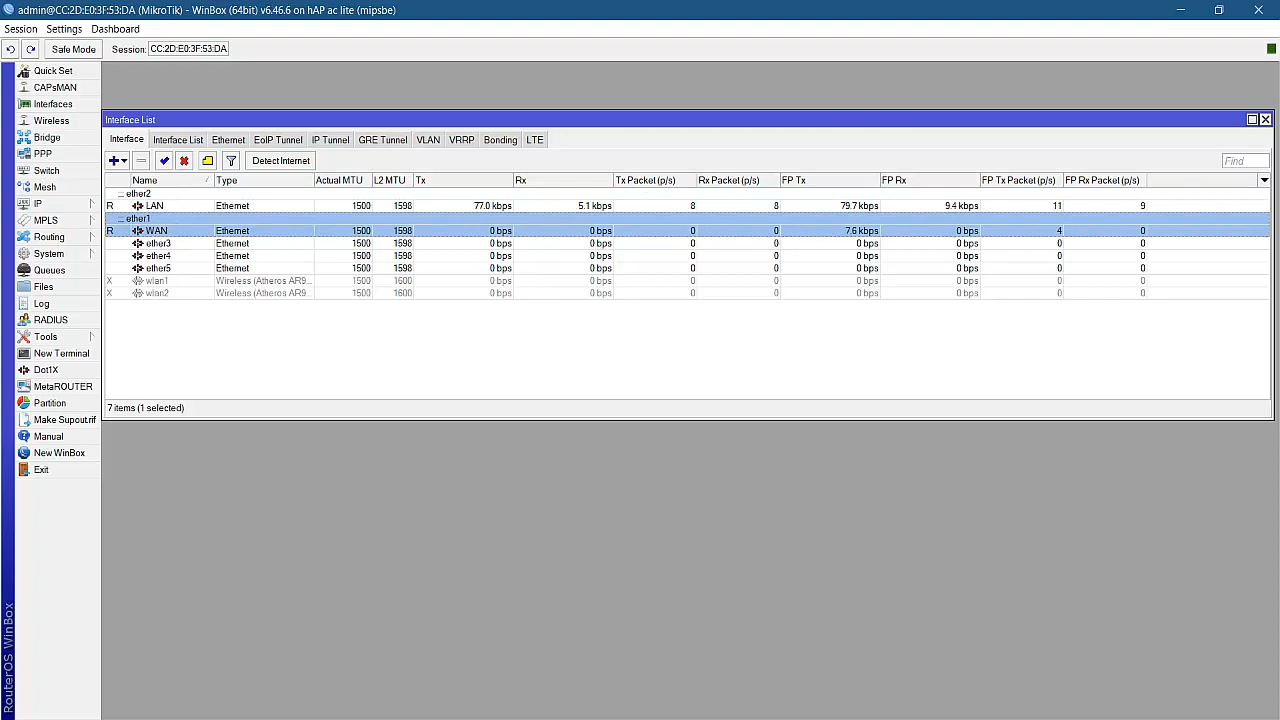 admin@CC:2D:E0:3F:53:DA (MikroTik) - WinBox (64bit) v6.46.6 on hAP ac lite (mipsbe)
Session Settings Dashboard
Safe Mode Session: CC:2D:E0:3F:53:DA
Quick Set
CAPsMAN
Interfaces
Wireless
Bridge
PPP
Switch
Mesh
IP
MPLS
Routing
System
Queues
Files
Log
RADIUS
Tools
New Terminal
Dot1X
MetaROUTER
Partition
Make Supout.rif
Manual
New WinBox
Exit
RouterOS WinBox
Interface List
Interface Interface List Ethernet EoIP Tunnel IP Tunnel GRE Tunnel VLAN VRRP Bonding LTE
Detect Internet Find
Name Type Actual MTU L2 MTU Tx Rx Tx Packet (p/s) Rx Packet (p/s) FP Tx FP Rx FP Tx Packet (p/s) FP Rx Packet (p/s)
::: ether2
R LAN Ethernet 1500 1598 77.0 kbps 5.1 kbps 8 8 79.7 kbps 9.4 kbps 11 9
::: ether1
R WAN Ethernet 1500 1598 0 bps 0 bps 0 0 7.6 kbps 0 bps 4 0
ether3 Ethernet 1500 1598 0 bps 0 bps 0 0 0 bps 0 bps 0 0
ether4 Ethernet 1500 1598 0 bps 0 bps 0 0 0 bps 0 bps 0 0
ether5 Ethernet 1500 1598 0 bps 0 bps 0 0 0 bps 0 bps 0 0
X wlan1 Wireless (Atheros AR9... 1500 1600 0 bps 0 bps 0 0 0 bps 0 bps 0 0
X wlan2 Wireless (Atheros AR9... 1500 1600 0 bps 0 bps 0 0 0 bps 0 bps 0 0
7 items (1 selected)